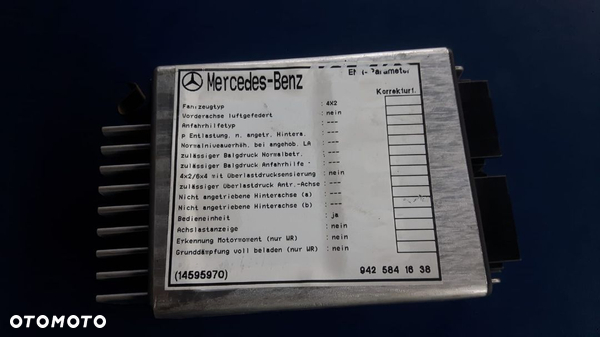 Mercedes-Benz
Parameter
Korrekturf.
Fahrzeugtyp : 4X2
Vorderachse luftgefedert : nein
Anfahrhilfetyp : ---
p Entlastung, n. angetr. Hintera. : ---
Normalniveauerhöh. bei angehob. LA : ---
zulässiger Balgdruck Normalbetr. : ---
zulässiger Balgdruck Anfahrhilfe : ---
4x2/6x4 mit Überlastdrucksensierung : nein
zulässiger Überlastdruck Antr.-Achse : ---
Nicht angetriebene Hinterachse (a) : ---
Nicht angetriebene Hinterachse (b) : ---
Bedieneinheit : ja
Achslastanzeige : nein
Erkennung Motormoment (nur WR) : nein
Grunddämpfung voll beladen (nur WR) : nein
(14595970) 942 584 16 38
OTOMOTO